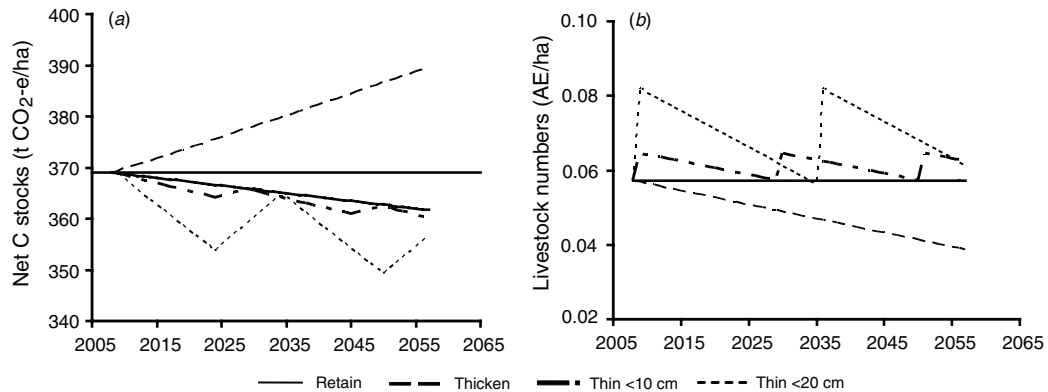 (a)
Net C stocks (t CO₂-e/ha)
400
390
380
370
360
350
340
2005 2015 2025 2035 2045 2055 2065
(b)
Livestock numbers (AE/ha)
0.10
0.08
0.06
0.04
0.02
2005 2015 2025 2035 2045 2055 2065
Retain Thicken Thin <10 cm Thin <20 cm